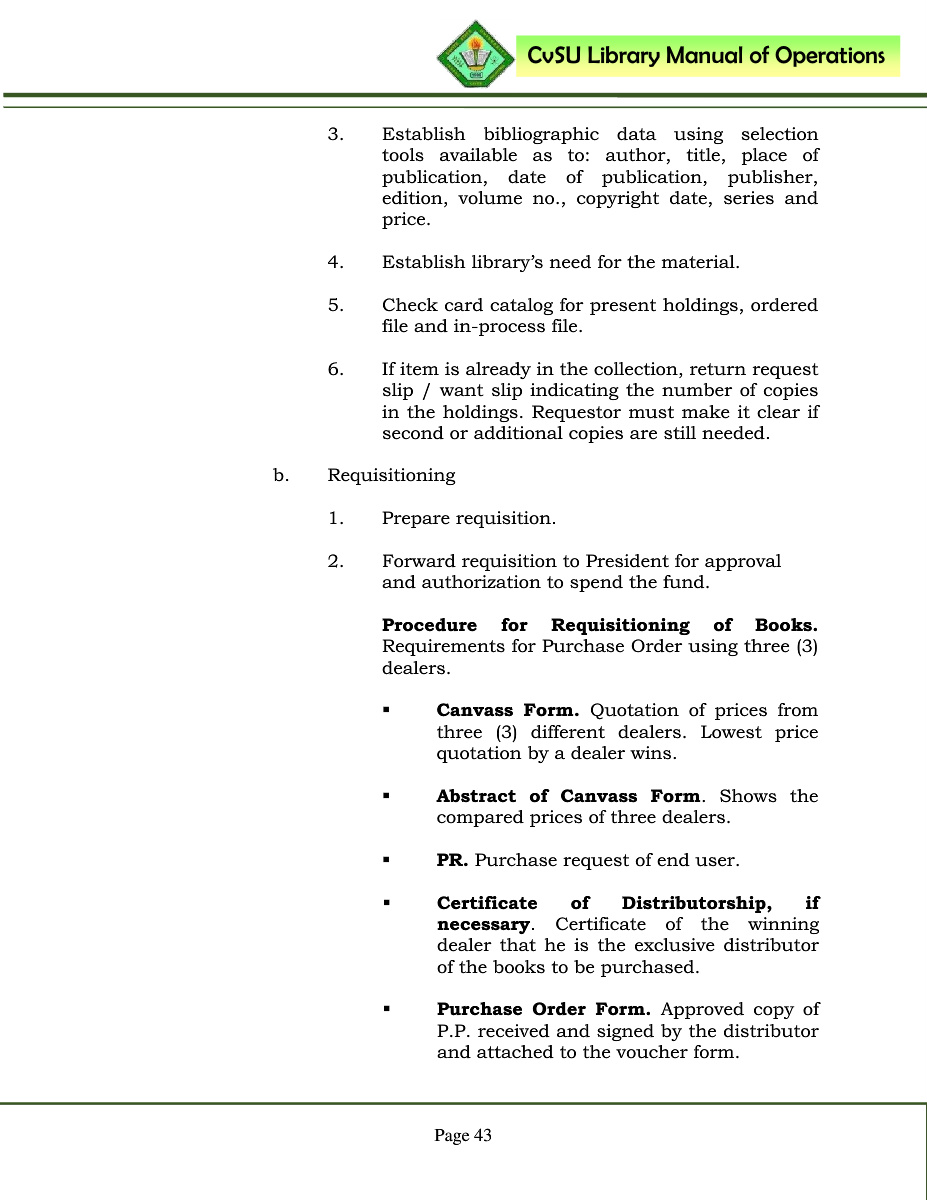 CvSU Library Manual of Operations
3. Establish bibliographic data using selection
tools available as to: author, title, place of
publication, date of publication, publisher,
edition, volume no., copyright date, series and
price.
4. Establish library’s need for the material.
5. Check card catalog for present holdings, ordered
file and in-process file.
6. If item is already in the collection, return request
slip / want slip indicating the number of copies
in the holdings. Requestor must make it clear if
second or additional copies are still needed.
b. Requisitioning
1. Prepare requisition.
2. Forward requisition to President for approval
and authorization to spend the fund.
Procedure for Requisitioning of Books.
Requirements for Purchase Order using three (3)
dealers.
▪ Canvass Form. Quotation of prices from
three (3) different dealers. Lowest price
quotation by a dealer wins.
▪ Abstract of Canvass Form. Shows the
compared prices of three dealers.
▪ PR. Purchase request of end user.
▪ Certificate of Distributorship, if
necessary. Certificate of the winning
dealer that he is the exclusive distributor
of the books to be purchased.
▪ Purchase Order Form. Approved copy of
P.P. received and signed by the distributor
and attached to the voucher form.
Page 43